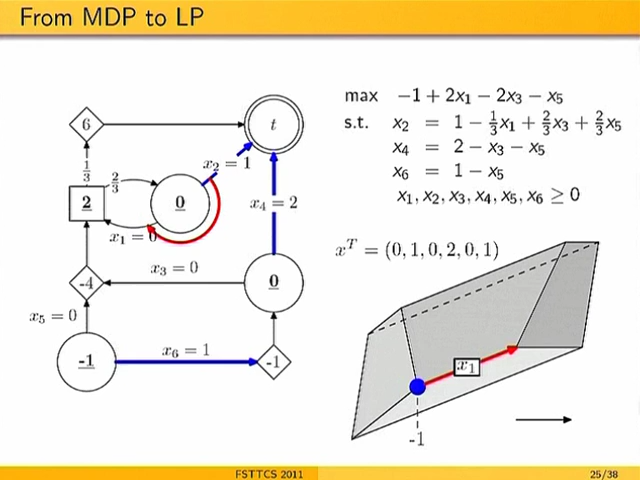 From MDP to LP
max −1 + 2x₁ − 2x₃ − x₅
s.t. x₂ = 1 − 1/3x₁ + 2/3x₃ + 2/3x₅
x₄ = 2 − x₃ − x₅
x₆ = 1 − x₅
x₁, x₂, x₃, x₄, x₅, x₆ ≥ 0
xᵀ = (0, 1, 0, 2, 0, 1)
6
t
x₂ = 1
1/3
2/3
2
0
x₄ = 2
x₁ = 0
x₃ = 0
-4
0
x₅ = 0
x₆ = 1
-1
-1
x₁
-1
FSTTCS 2011
25/38